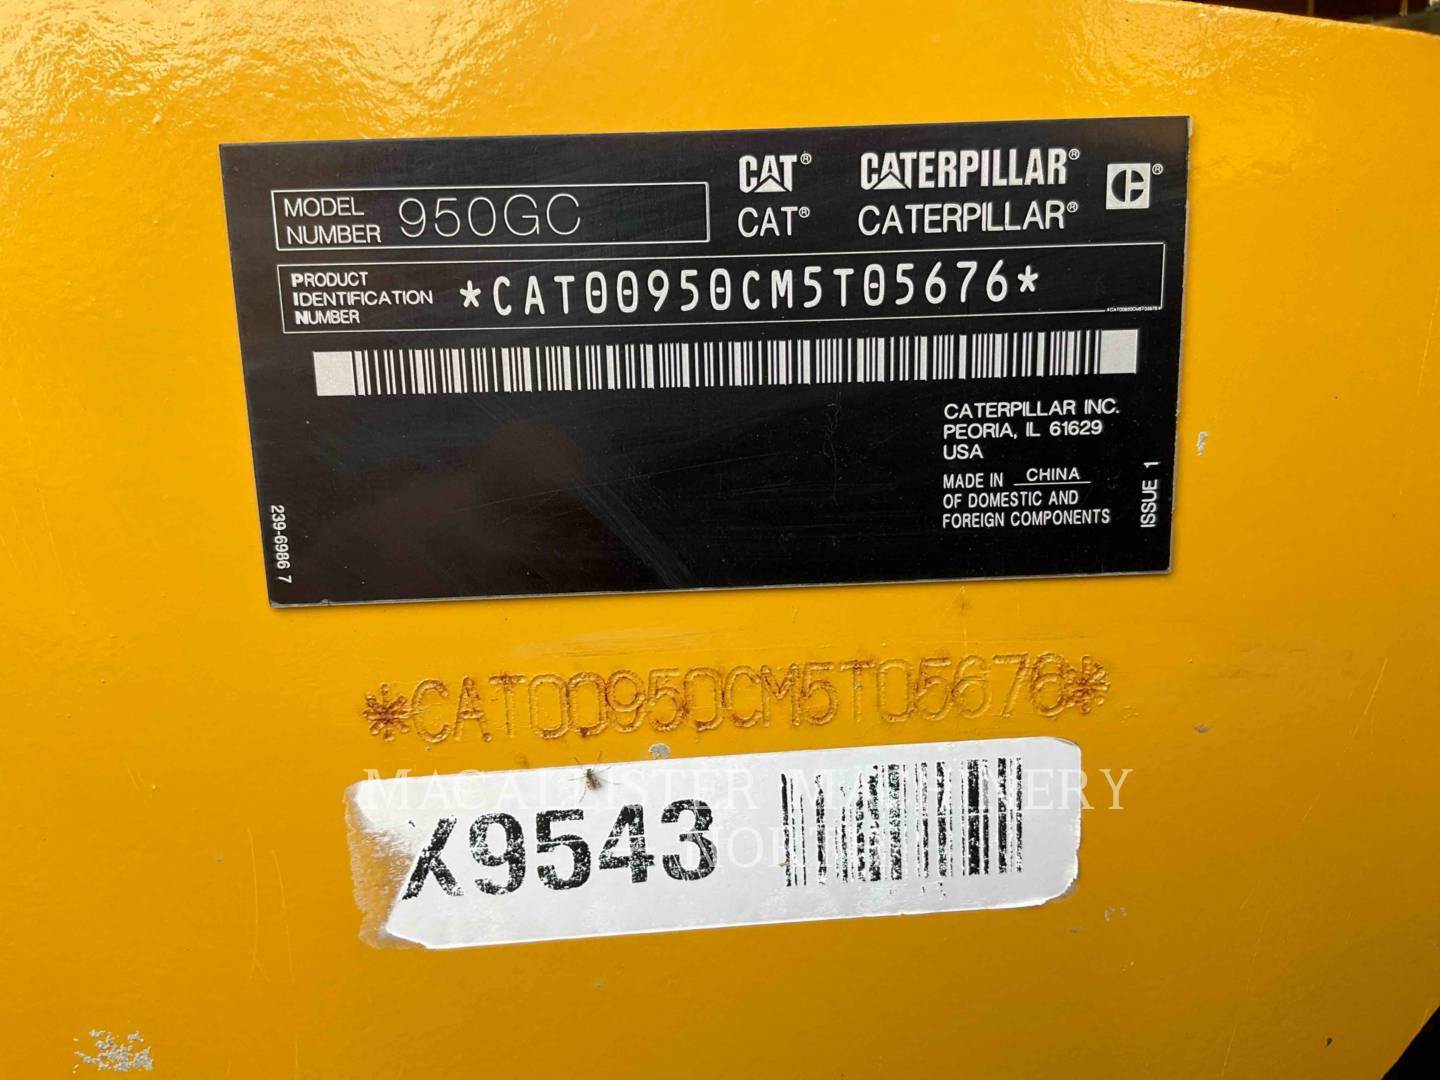 CAT® CATERPILLAR® C®
CAT® CATERPILLAR®
MODEL NUMBER 950GC
PRODUCT IDENTIFICATION NUMBER *CAT00950CM5T05676*
*CAT00950CM5T05676*
CATERPILLAR INC.
PEORIA, IL 61629
USA
MADE IN CHINA
OF DOMESTIC AND
FOREIGN COMPONENTS
ISSUE 1
239-6986 7
*CAT00950CM5T05676*
MACALLISTER MACHINERY
X9543